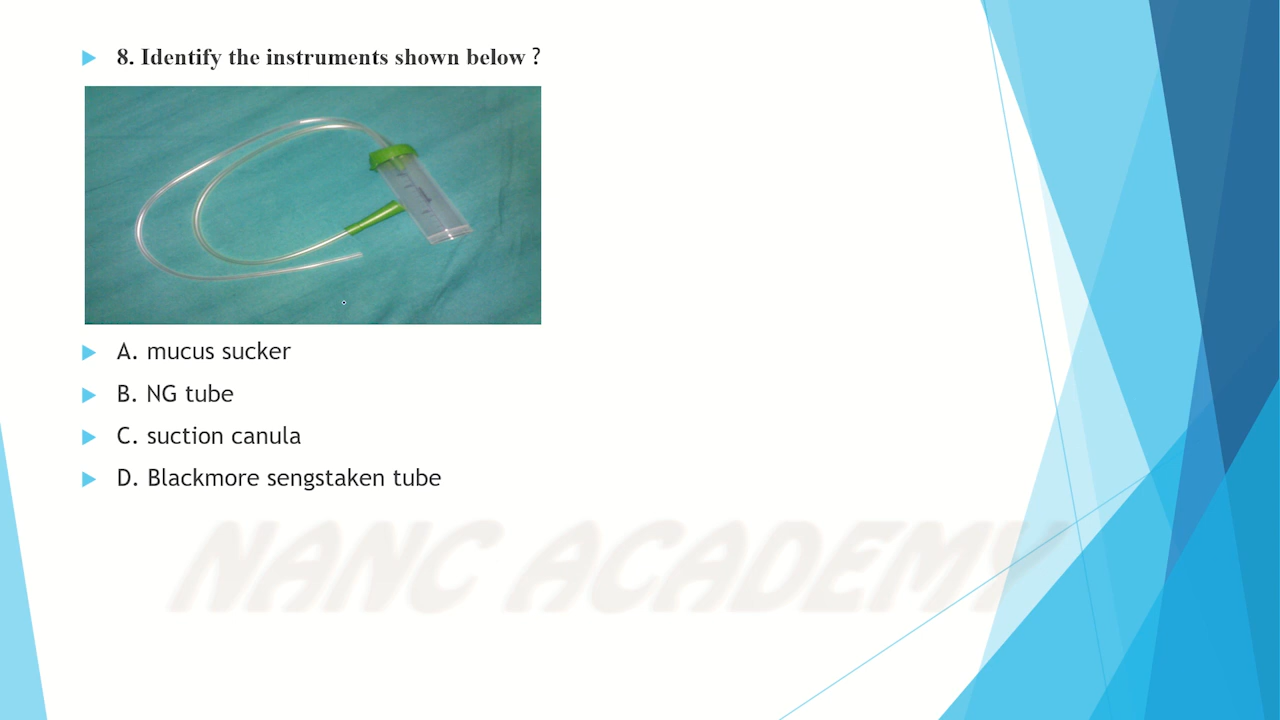 8. Identify the instruments shown below ?
A. mucus sucker
B. NG tube
C. suction canula
D. Blackmore sengstaken tube
NANC ACADEMY